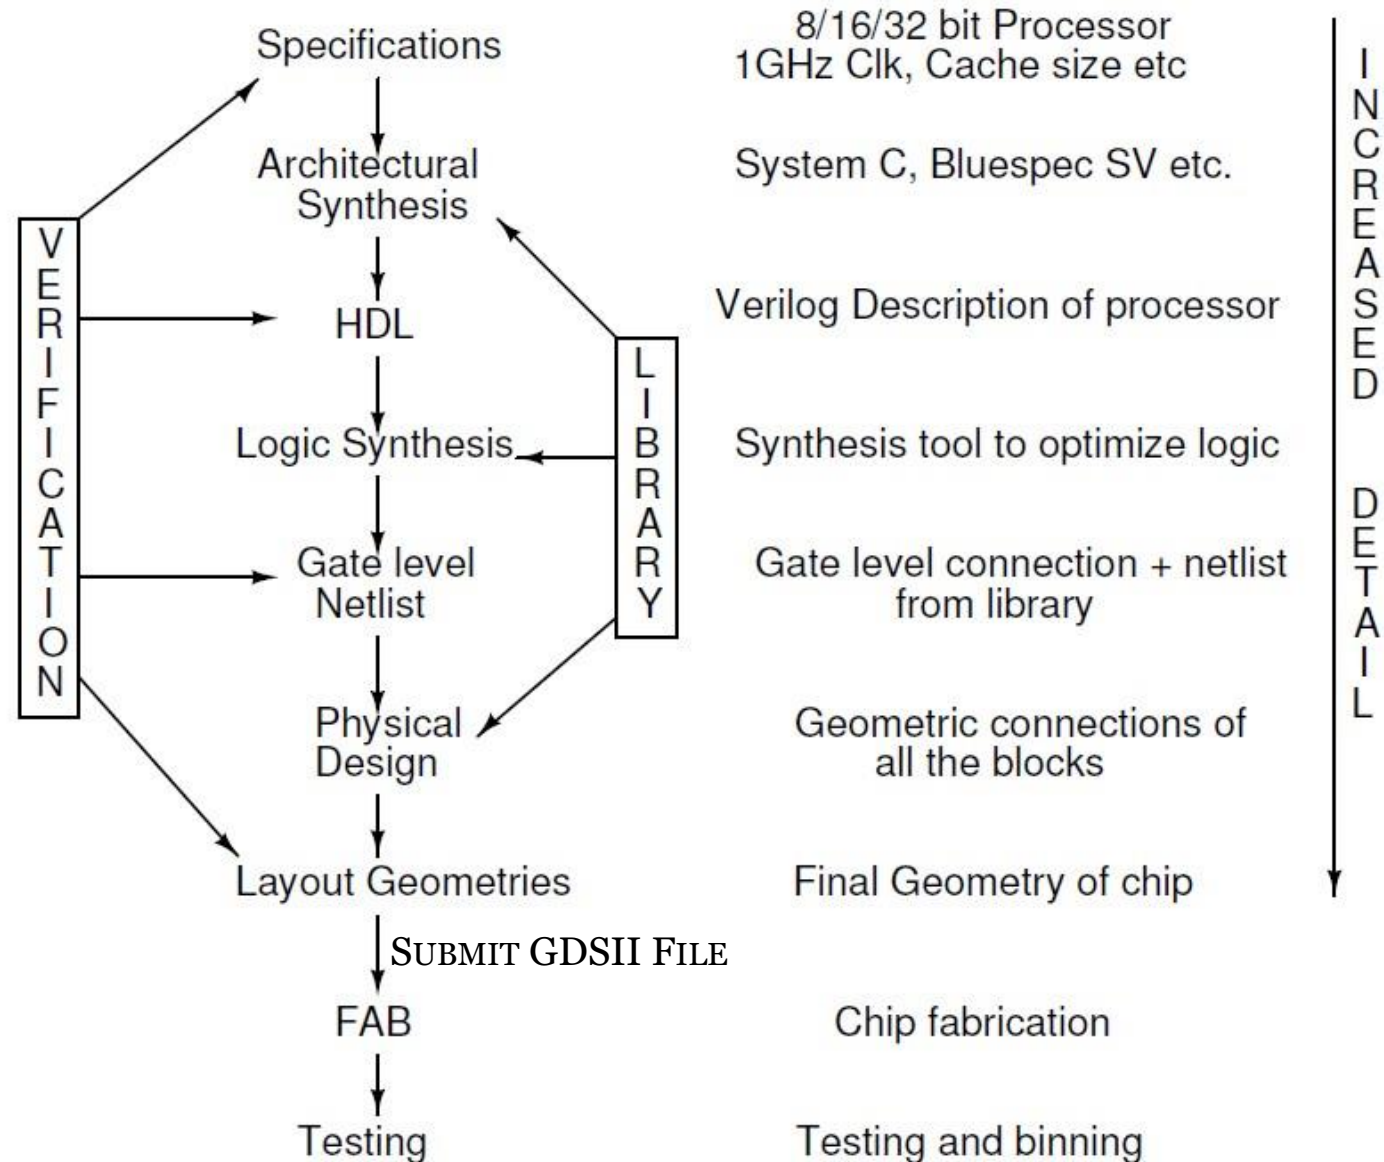 Specifications
8/16/32 bit Processor
1GHz Clk, Cache size etc
Architectural
Synthesis
System C, Bluespec SV etc.
HDL
Verilog Description of processor
Logic Synthesis
Synthesis tool to optimize logic
Gate level
Netlist
Gate level connection + netlist
from library
Physical
Design
Geometric connections of
all the blocks
Layout Geometries
Final Geometry of chip
SUBMIT GDSII FILE
FAB
Chip fabrication
Testing
Testing and binning
VERIFICATION
LIBRARY
INCREASED DETAIL